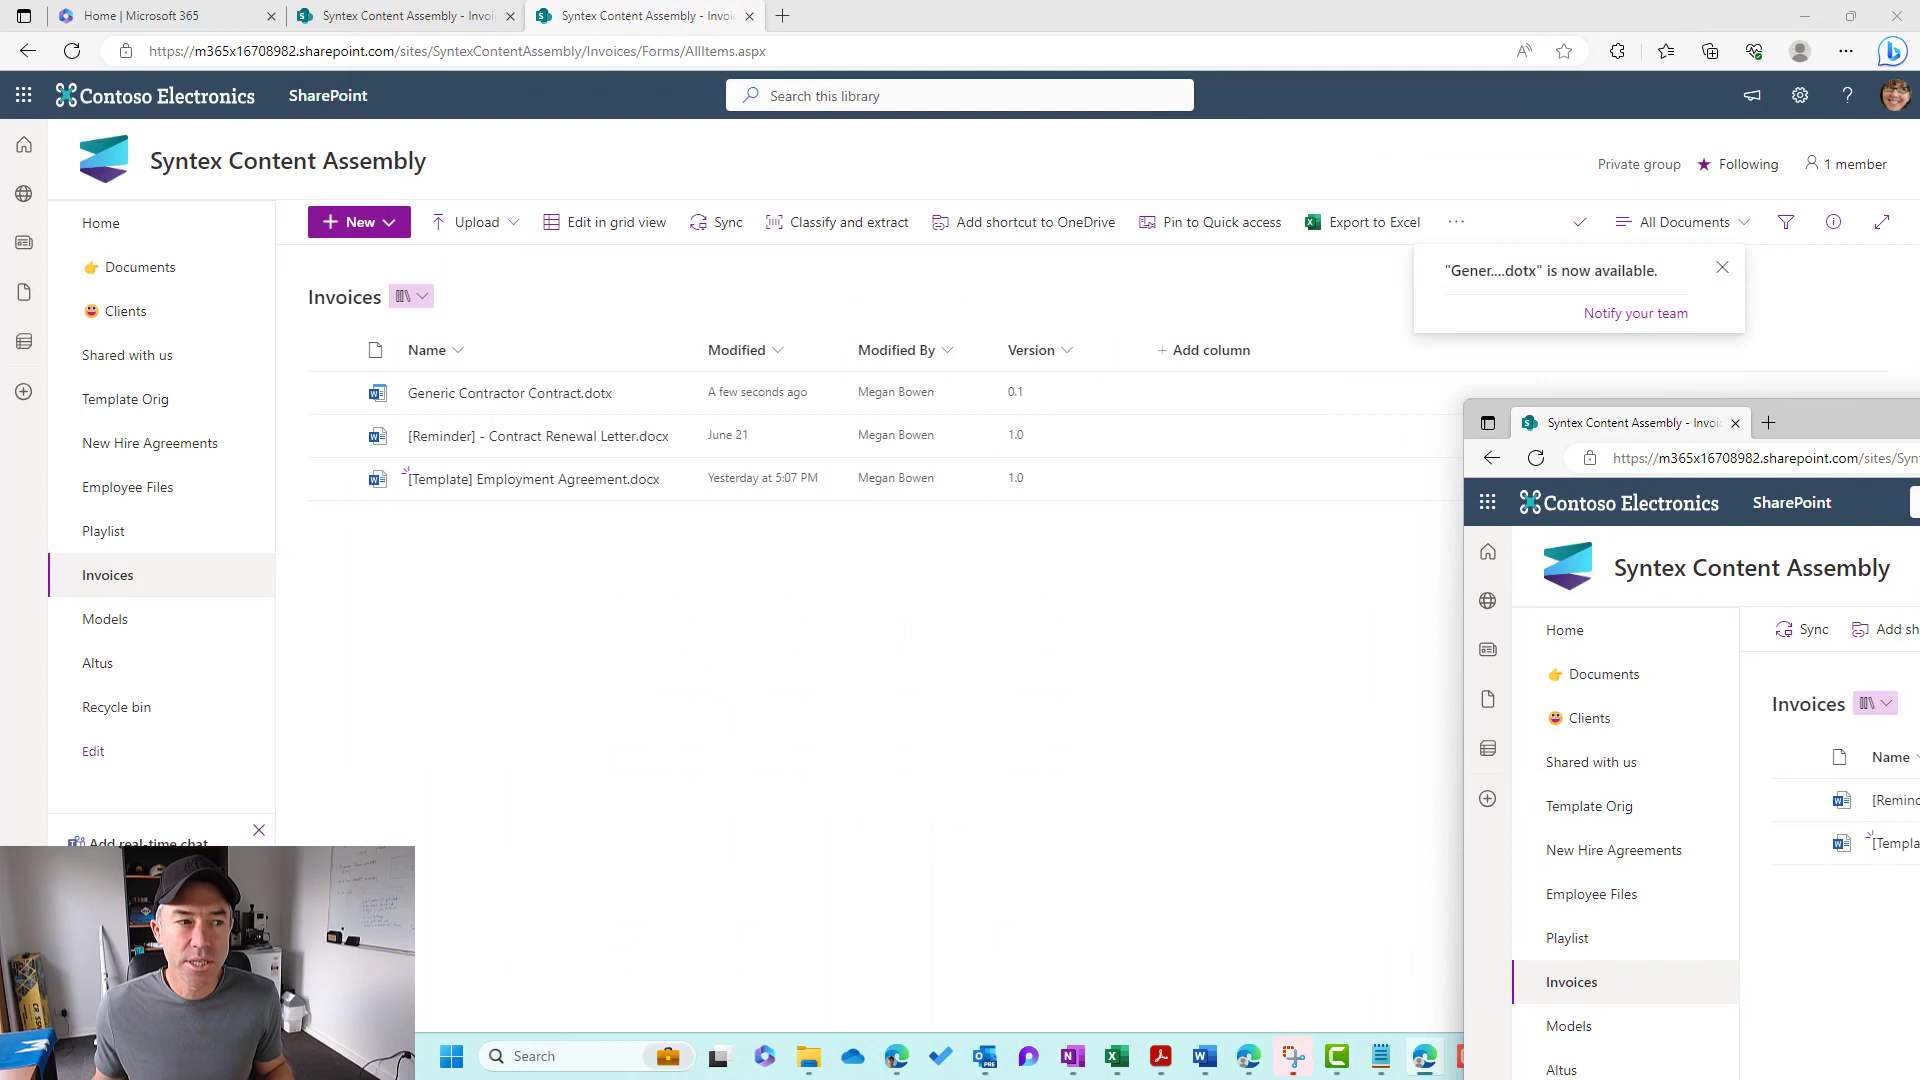 Home | Microsoft 365
Syntex Content Assembly - Invoi
Syntex Content Assembly - Invoi
https://m365x16708982.sharepoint.com/sites/SyntexContentAssembly/Invoices/Forms/AllItems.aspx
Contoso Electronics
SharePoint
Search this library
Syntex Content Assembly
Private group
Following
1 member
New
Upload
Edit in grid view
Sync
Classify and extract
Add shortcut to OneDrive
Pin to Quick access
Export to Excel
All Documents
"Gener....dotx" is now available.
Notify your team
Home
👉 Documents
😀 Clients
Shared with us
Template Orig
New Hire Agreements
Employee Files
Playlist
Invoices
Models
Altus
Recycle bin
Edit
Add real-time chat
Invoices
Name
Modified
Modified By
Version
+ Add column
Generic Contractor Contract.dotx
A few seconds ago
Megan Bowen
0.1
[Reminder] - Contract Renewal Letter.docx
June 21
Megan Bowen
1.0
[Template] Employment Agreement.docx
Yesterday at 5:07 PM
Megan Bowen
1.0
Syntex Content Assembly - Invoi
https://m365x16708982.sharepoint.com/sites/Syn
Contoso Electronics
SharePoint
Syntex Content Assembly
Home
👉 Documents
😀 Clients
Shared with us
Template Orig
New Hire Agreements
Employee Files
Playlist
Invoices
Models
Altus
Sync
Add sh
Invoices
Name
[Remin
[Templa
Search